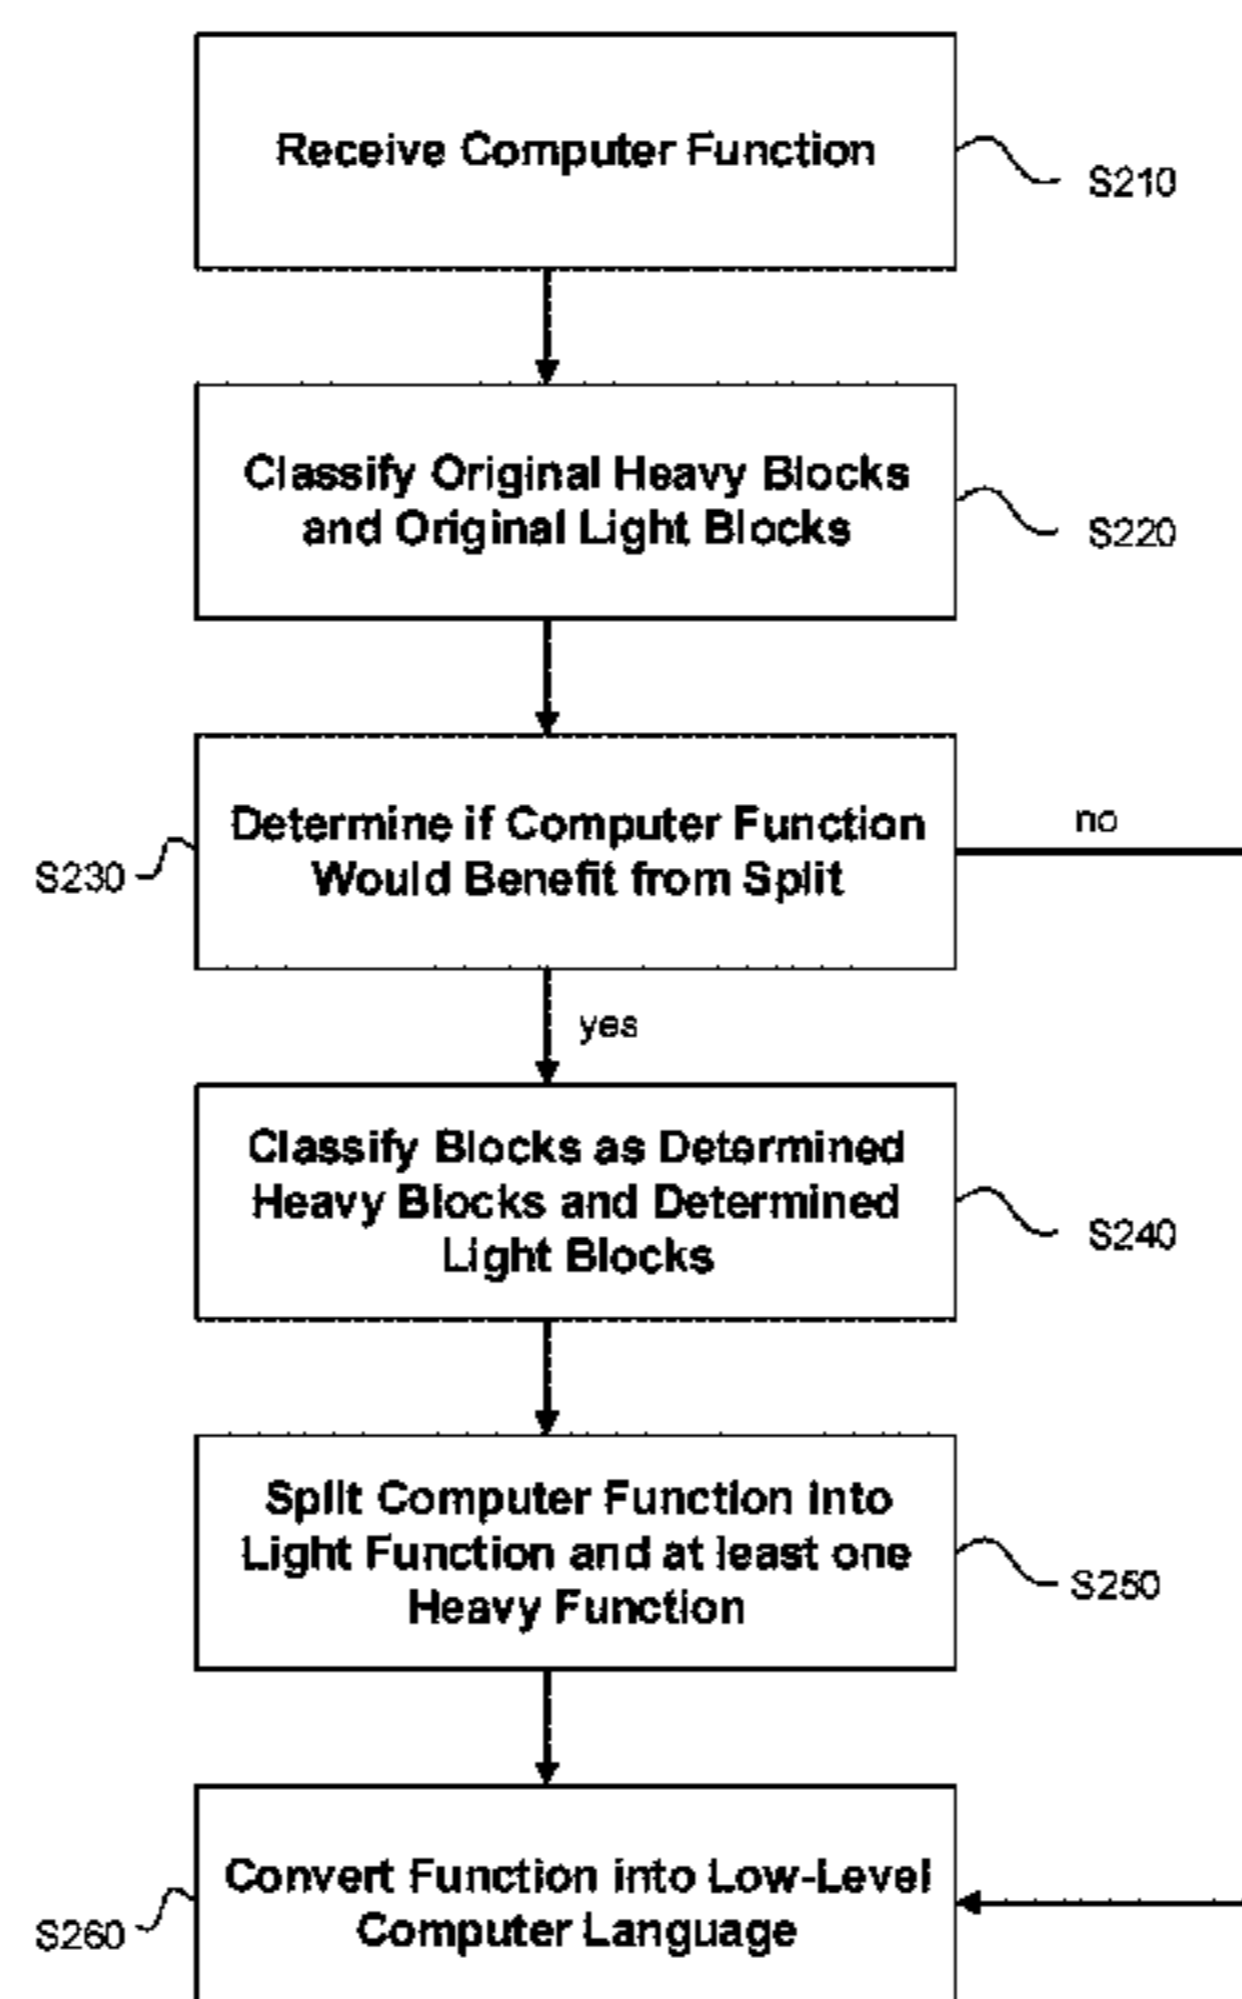 Receive Computer Function
S210
Classify Original Heavy Blocks
and Original Light Blocks
S220
Determine if Computer Function
Would Benefit from Split
S230
no
yes
Classify Blocks as Determined
Heavy Blocks and Determined
Light Blocks
S240
Split Computer Function into
Light Function and at least one
Heavy Function
S250
Convert Function into Low-Level
Computer Language
S260